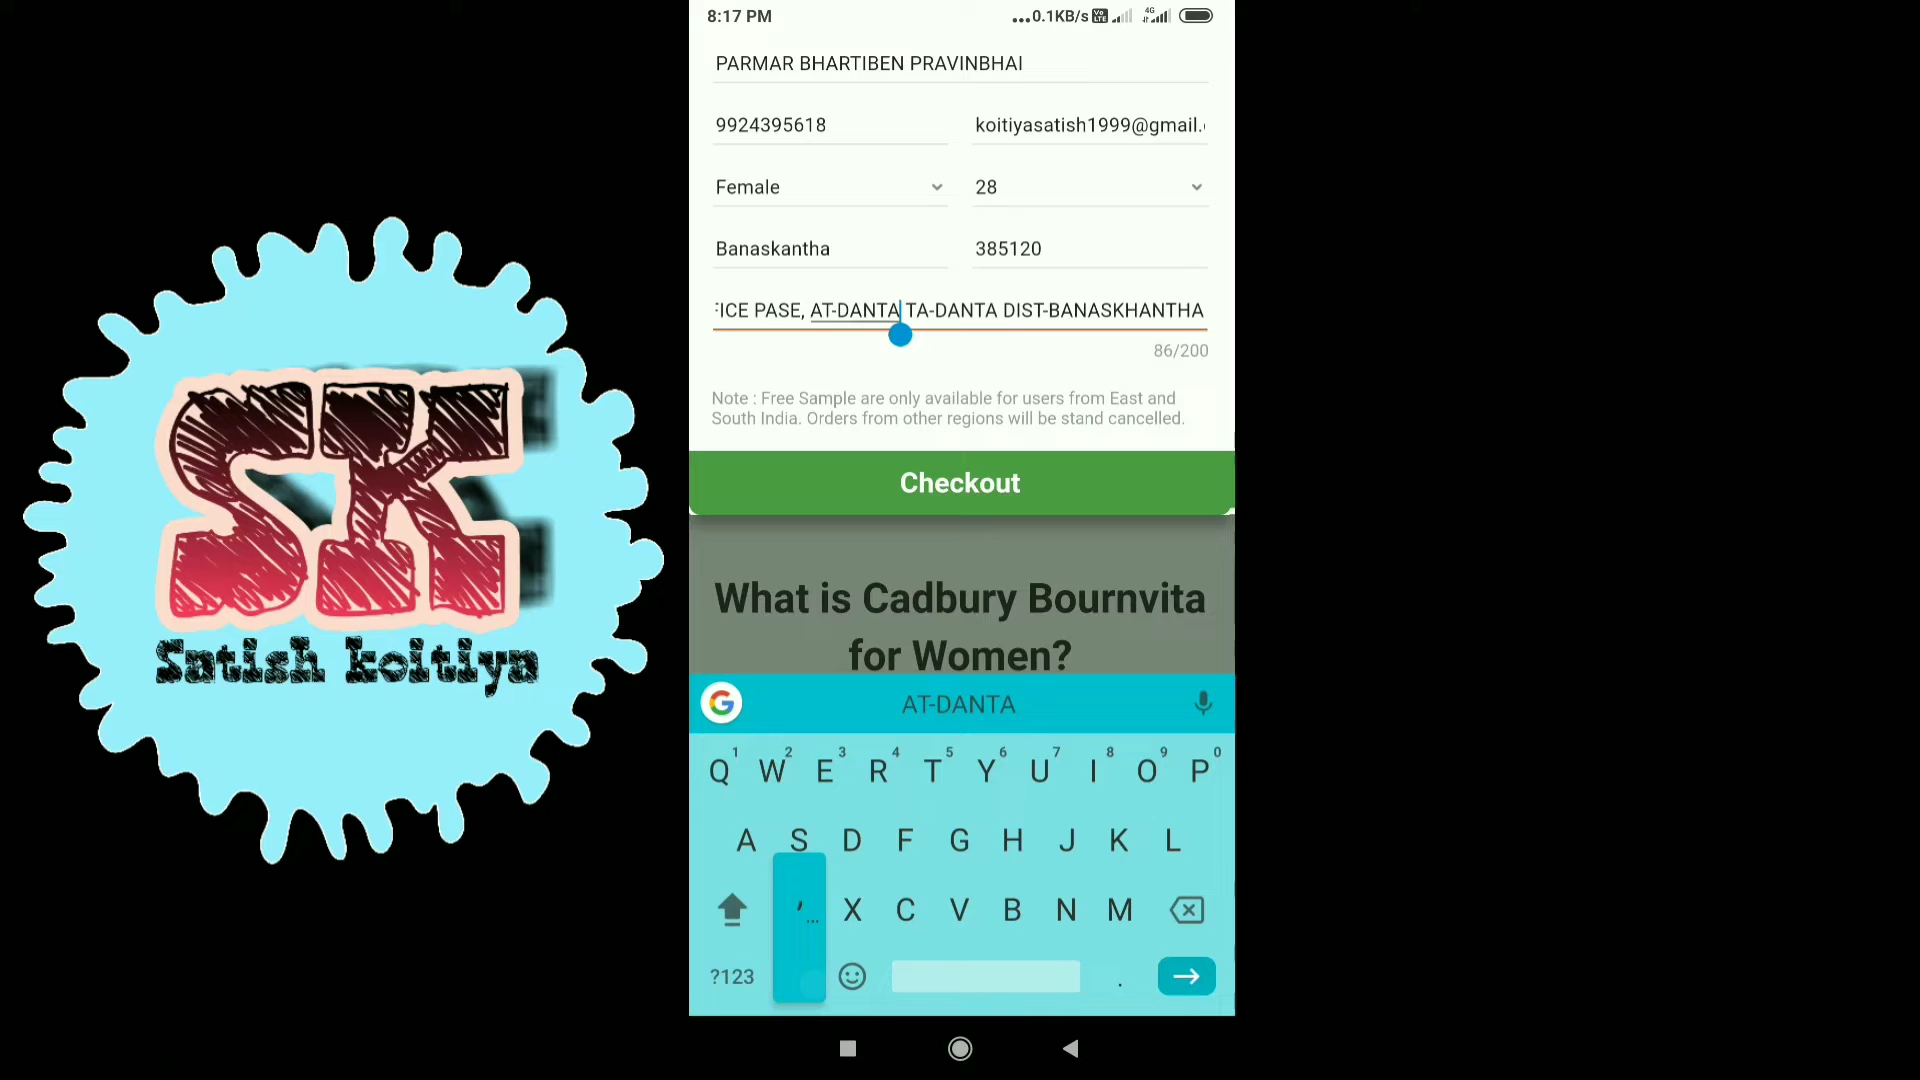 8:17 PM
...0.1KB/s Vo LTE 4G
PARMAR BHARTIBEN PRAVINBHAI
9924395618
koitiyasatish1999@gmail.
Female
28
Banaskantha
385120
ICE PASE, AT-DANTA TA-DANTA DIST-BANASKHANTHA
86/200
Note : Free Sample are only available for users from East and
South India. Orders from other regions will be stand cancelled.
Checkout
What is Cadbury Bournvita
for Women?
SK
Satish koitiya
G
AT-DANTA
1 2 3 4 5 6 7 8 9 0
Q W E R T Y U I O P
A S D F G H J K L
, ... X C V B N M
?123 .